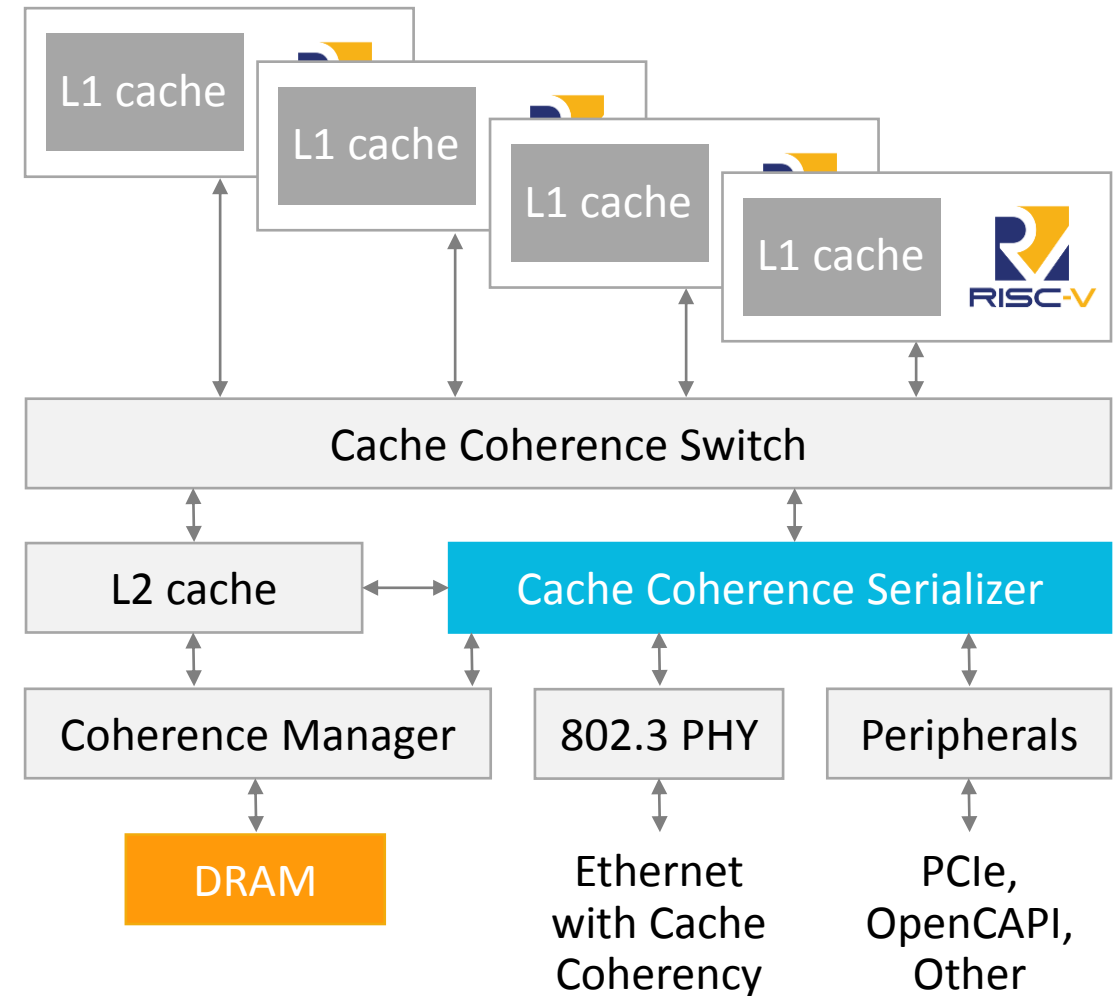 L1 cache
L1 cache
L1 cache
L1 cache
RISC-V
Cache Coherence Switch
L2 cache
Cache Coherence Serializer
Coherence Manager
802.3 PHY
Peripherals
DRAM
Ethernet
with Cache
Coherency
PCIe,
OpenCAPI,
Other